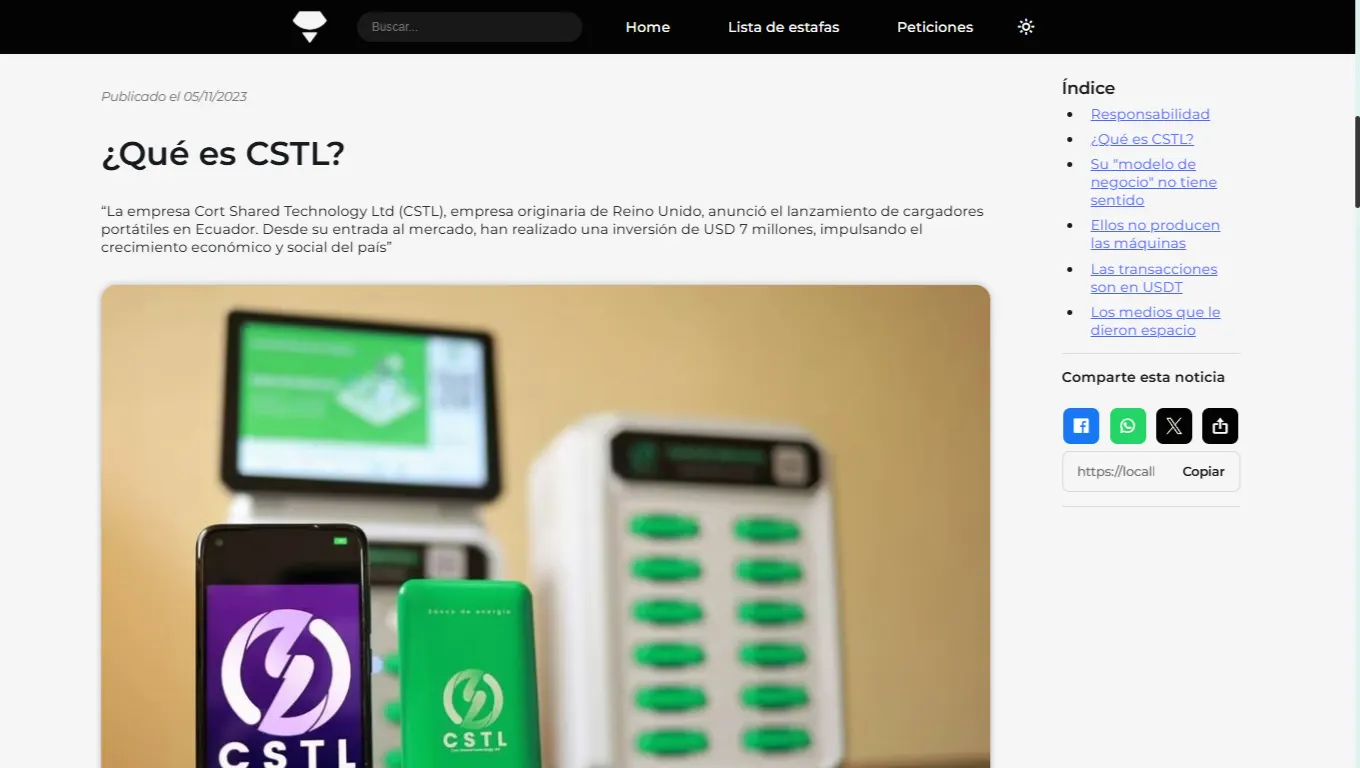 Buscar...
Home
Lista de estafas
Peticiones
Publicado el 05/11/2023
¿Qué es CSTL?
“La empresa Cort Shared Technology Ltd (CSTL), empresa originaria de Reino Unido, anunció el lanzamiento de cargadores
portátiles en Ecuador. Desde su entrada al mercado, han realizado una inversión de USD 7 millones, impulsando el
crecimiento económico y social del país”
Banco de energía
CSTL
CSTL
Índice
Responsabilidad
¿Qué es CSTL?
Su "modelo de
negocio" no tiene
sentido
Ellos no producen
las máquinas
Las transacciones
son en USDT
Los medios que le
dieron espacio
Comparte esta noticia
https://locall
Copiar